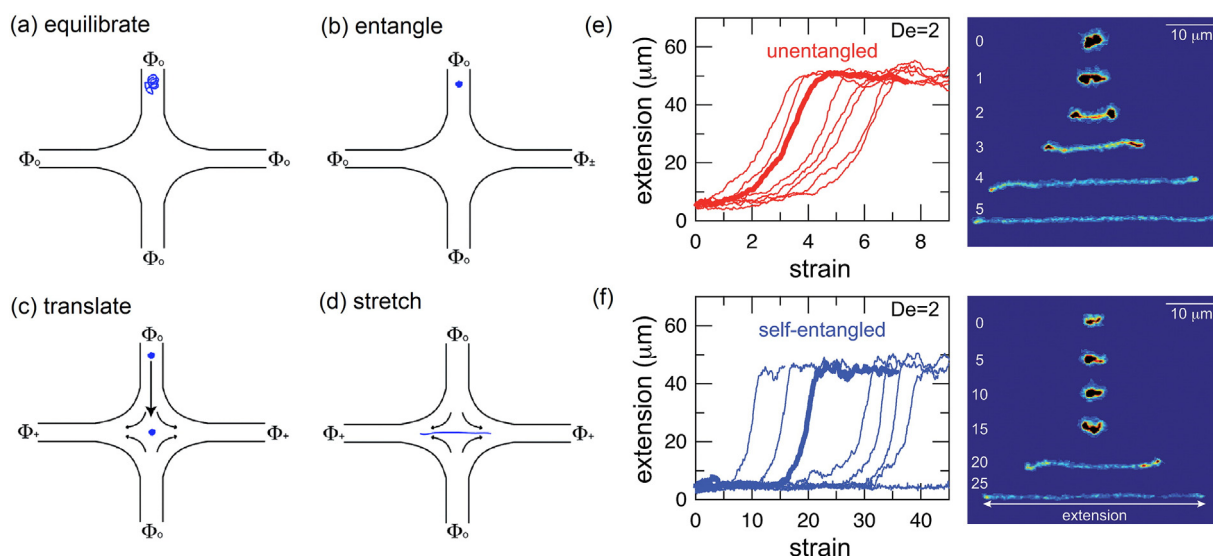 (a) equilibrate
Φo
Φo
Φo
Φo
(b) entangle
Φo
Φo
Φ±
Φo
(c) translate
Φo
Φ+
Φ+
Φo
(d) stretch
Φo
Φ+
Φ+
Φo
(e)
De=2
unentangled
extension (μm)
60
40
20
0
0
3
6
9
strain
10 μm
0
1
2
3
4
5
(f)
De=2
self-entangled
extension (μm)
60
40
20
0
0
10
20
30
40
strain
10 μm
0
5
10
15
20
25
extension